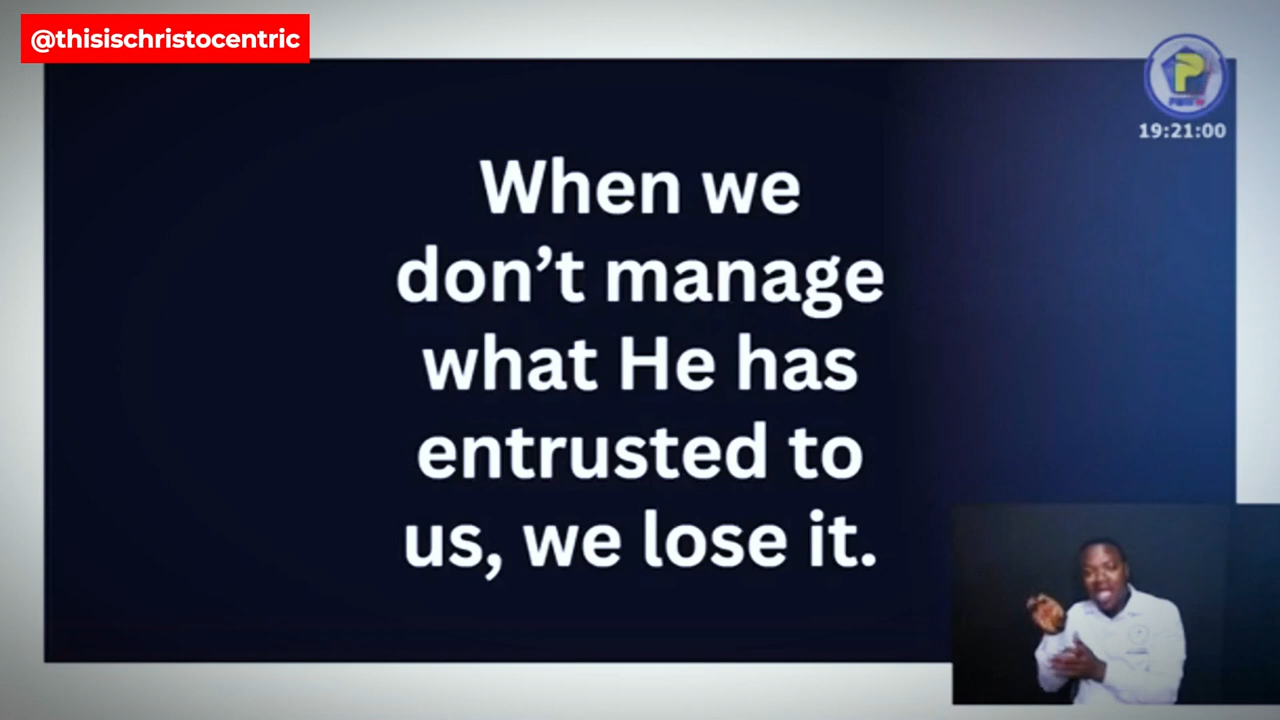 @thisischristocentric
P
19:21:00
When we
don’t manage
what He has
entrusted to
us, we lose it.